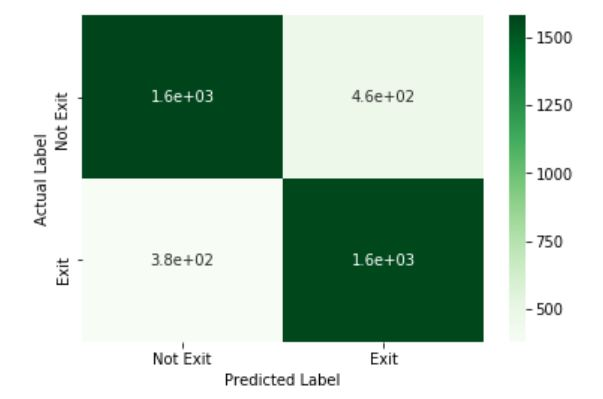 1.6e+03 4.6e+02
3.8e+02 1.6e+03
Not Exit
Exit
Actual Label
Not Exit Exit
Predicted Label
1500
1250
1000
750
500